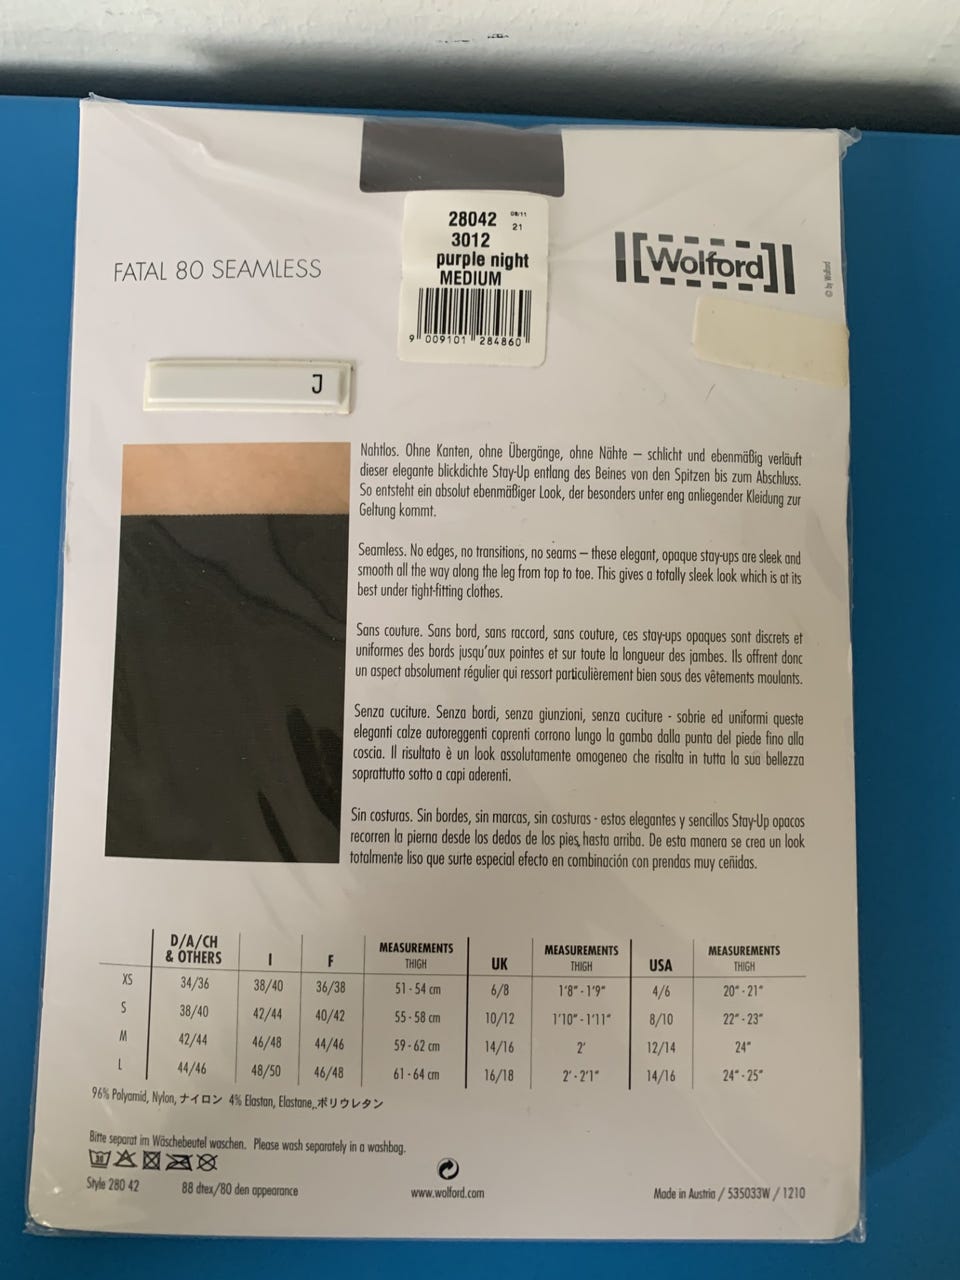 28042 08/11
21
3012
purple night
MEDIUM
9 009101 284860
FATAL 80 SEAMLESS
Wolford
© by Wolford
J
Nahtlos. Ohne Kanten, ohne Übergänge, ohne Nähte – schlicht und ebenmäßig verläuft
dieser elegante blickdichte Stay-Up entlang des Beines von den Spitzen bis zum Abschluss.
So entsteht ein absolut ebenmäßiger Look, der besonders unter eng anliegender Kleidung zur
Geltung kommt.
Seamless. No edges, no transitions, no seams – these elegant, opaque stay-ups are sleek and
smooth all the way along the leg from top to toe. This gives a totally sleek look which is at its
best under tight-fitting clothes.
Sans couture. Sans bord, sans raccord, sans couture, ces stay-ups opaques sont discrets et
uniformes des bords jusqu'aux pointes et sur toute la longueur des jambes. Ils offrent donc
un aspect absolument régulier qui ressort particulièrement bien sous des vêtements moulants.
Senza cuciture. Senza bordi, senza giunzioni, senza cuciture - sobrie ed uniformi queste
eleganti calze autoreggenti coprenti corrono lungo la gamba dalla punta del piede fino alla
coscia. Il risultato è un look assolutamente omogeneo che risalta in tutta la sua bellezza
soprattutto sotto a capi aderenti.
Sin costuras. Sin bordes, sin marcas, sin costuras - estos elegantes y sencillos Stay-Up opacos
recorren la pierna desde los dedos de los pies hasta arriba. De esta manera se crea un look
totalmente liso que surte especial efecto en combinación con prendas muy ceñidas.
D/A/CH & OTHERS I F MEASUREMENTS THIGH UK MEASUREMENTS THIGH USA MEASUREMENTS THIGH
XS 34/36 38/40 36/38 51 - 54 cm 6/8 1'8" - 1'9" 4/6 20" - 21"
S 38/40 42/44 40/42 55 - 58 cm 10/12 1'10" - 1'11" 8/10 22" - 23"
M 42/44 46/48 44/46 59 - 62 cm 14/16 2' 12/14 24"
L 44/46 48/50 46/48 61 - 64 cm 16/18 2' - 2'1" 14/16 24" - 25"
96% Polyamid, Nylon, ナイロン 4% Elastan, Elastane, ポリウレタン
Bitte separat im Wäschebeutel waschen. Please wash separately in a washbag.
30
Style 280 42 88 dtex/80 den appearance www.wolford.com Made in Austria / 535033W / 1210